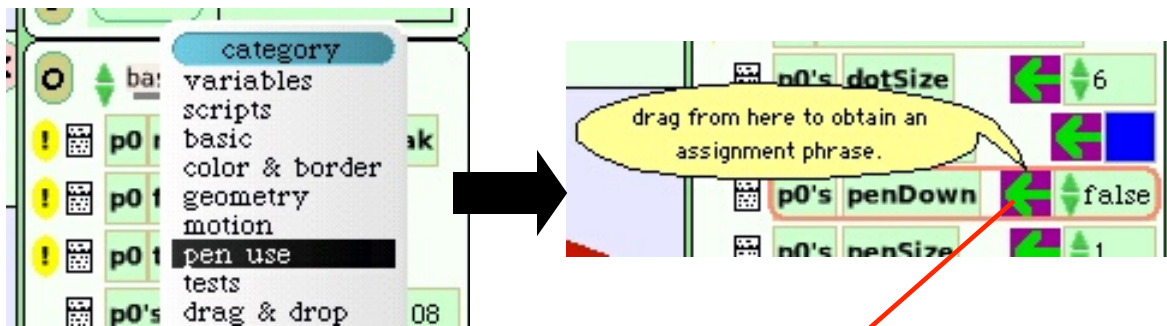 category
variables
scripts
basic
color & border
geometry
motion
pen use
tests
drag & drop
ba
! p0
! p0
! p0
p0's 08
p0's dotSize 6
drag from here to obtain an
assignment phrase.
p0's penDown false
p0's penSize 1